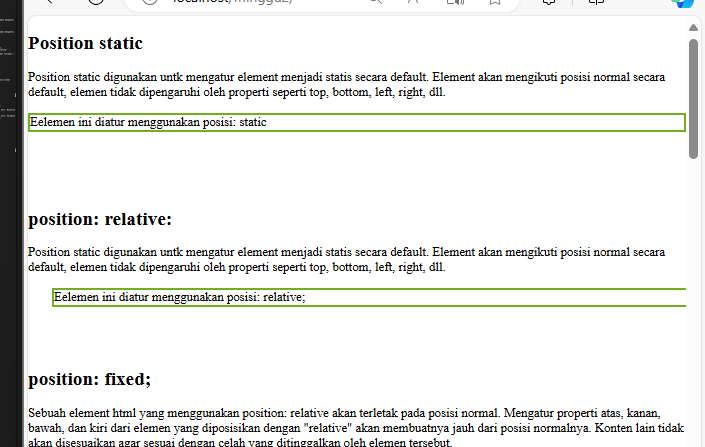 Position static
Position static digunakan untk mengatur element menjadi statis secara default. Element akan mengikuti posisi normal secara
default, elemen tidak dipengaruhi oleh properti seperti top, bottom, left, right, dll.
Eelemen ini diatur menggunakan posisi: static
position: relative:
Position static digunakan untk mengatur element menjadi statis secara default. Element akan mengikuti posisi normal secara
default, elemen tidak dipengaruhi oleh properti seperti top, bottom, left, right, dll.
Eelemen ini diatur menggunakan posisi: relative;
position: fixed;
Sebuah element html yang menggunakan position: relative akan terletak pada posisi normal. Mengatur properti atas, kanan,
bawah, dan kiri dari elemen yang diposisikan dengan "relative" akan membuatnya jauh dari posisi normalnya. Konten lain tidak
akan disesuaikan agar sesuai dengan celah yang ditinggalkan oleh elemen tersebut.